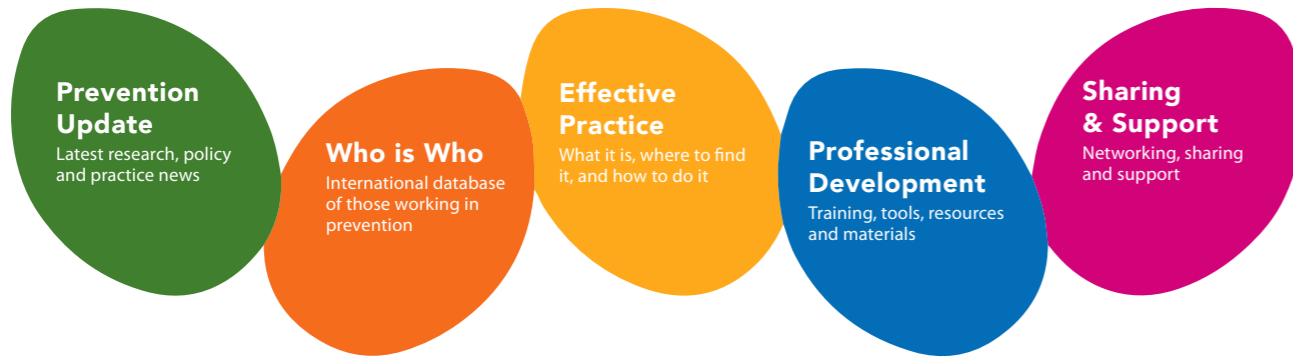 Prevention
Update
Latest research, policy
and practice news
Who is Who
International database
of those working in
prevention
Effective
Practice
What it is, where to find
it, and how to do it
Professional
Development
Training, tools, resources
and materials
Sharing
& Support
Networking, sharing
and support